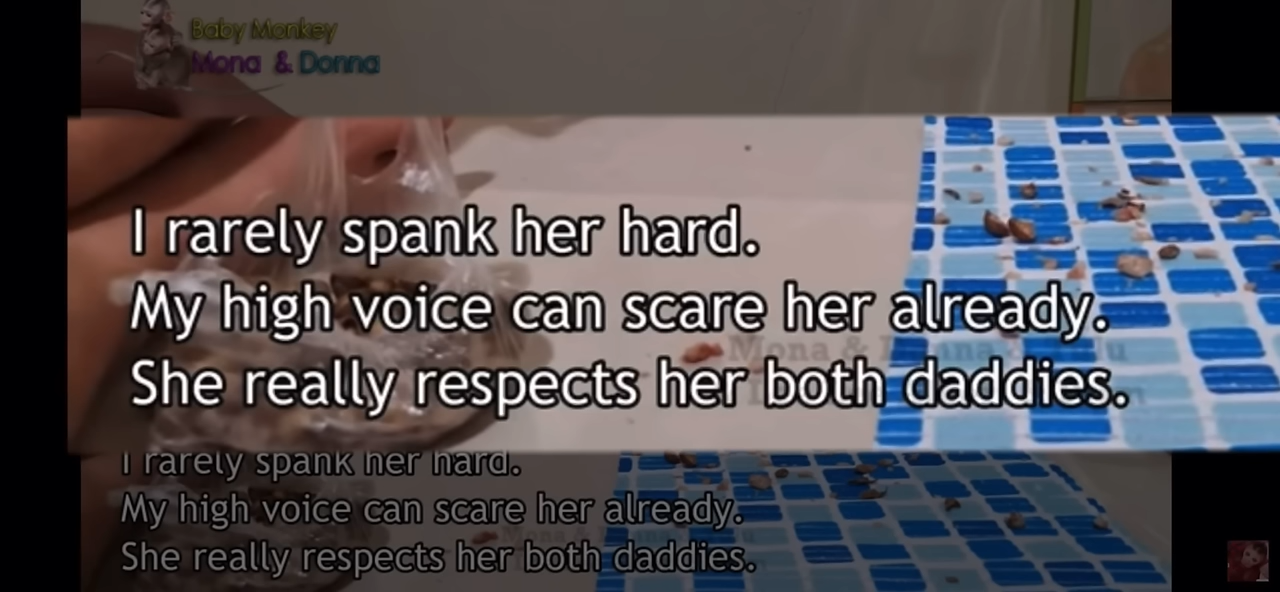 Baby Monkey
Mona & Donna
I rarely spank her hard.
My high voice can scare her already.
She really respects her both daddies.
I rarely spank her hard.
My high voice can scare her already.
She really respects her both daddies.